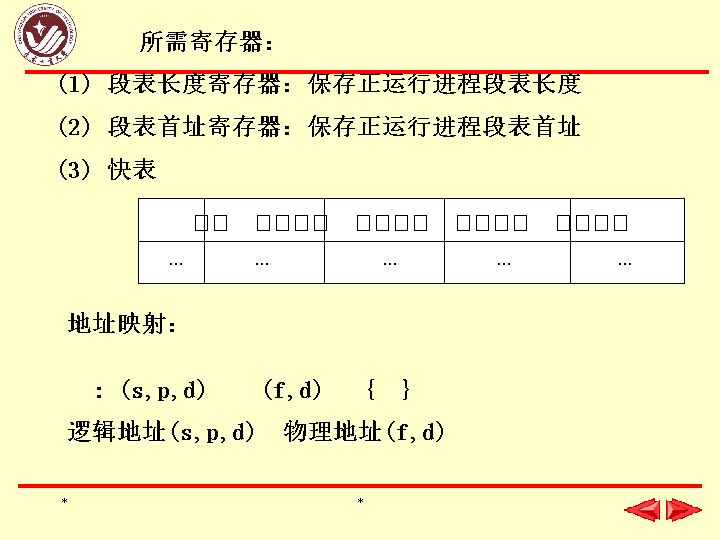 所需寄存器：
(1) 段表长度寄存器：保存正运行进程段表长度
(2) 段表首址寄存器：保存正运行进程段表首址
(3) 快表
… … … … …
地址映射：
：(s,p,d) (f,d) { }
逻辑地址(s,p,d) 物理地址(f,d)
* *